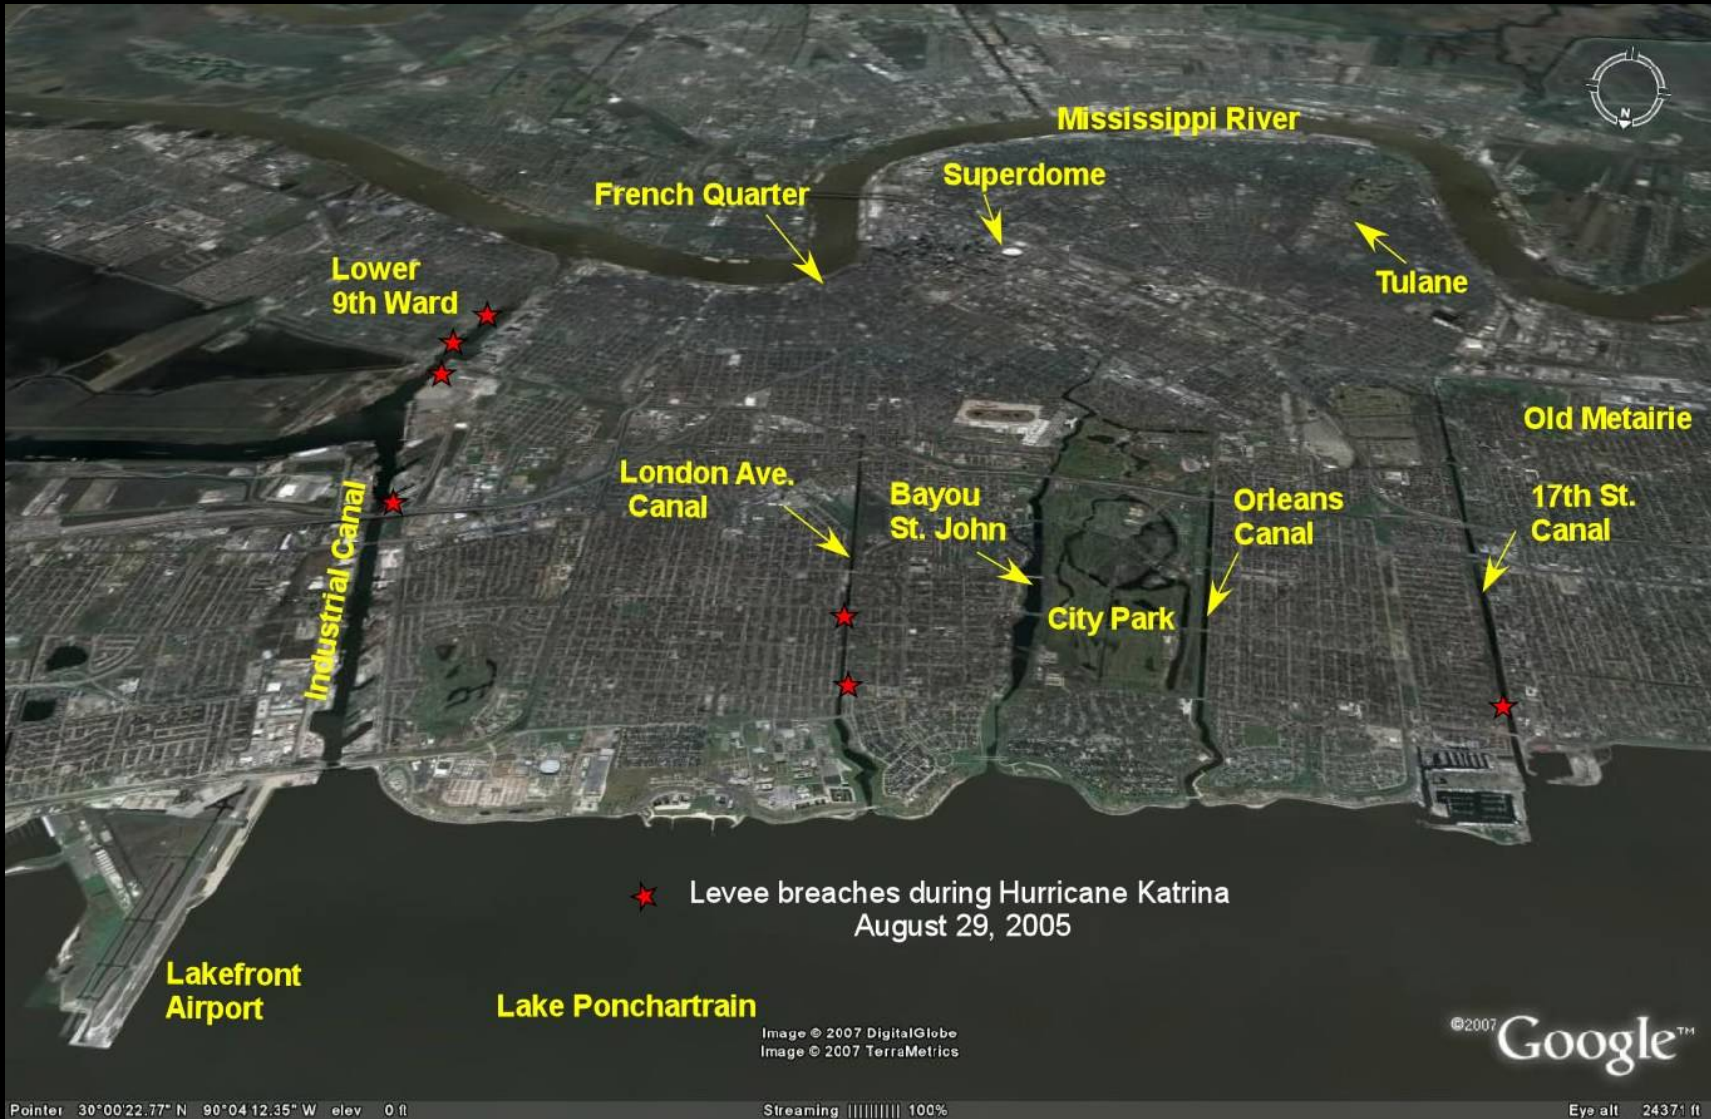 N
Mississippi River
Superdome
French Quarter
Lower
9th Ward
Tulane
Old Metairie
London Ave.
Canal
Bayou
St. John
Orleans
Canal
17th St.
Canal
Industrial Canal
City Park
Levee breaches during Hurricane Katrina
August 29, 2005
Lakefront
Airport
Lake Ponchartrain
Image © 2007 DigitalGlobe
Image © 2007 TerraMetrics
©2007 Google™
Pointer 30°00'22.77" N 90°04'12.35" W elev 0 ft
Streaming |||||||||| 100%
Eye alt 24371 ft